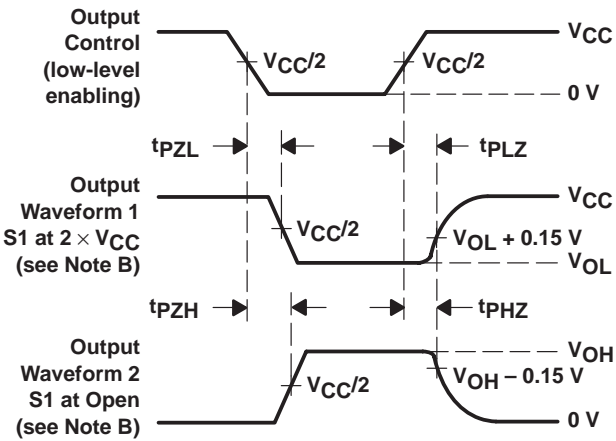 Output
Control
(low-level
enabling)
VCC/2
VCC/2
VCC
0 V
tPZL
tPLZ
Output
Waveform 1
S1 at 2 × VCC
(see Note B)
VCC/2
VCC
VOL + 0.15 V
VOL
tPZH
tPHZ
Output
Waveform 2
S1 at Open
(see Note B)
VCC/2
VOH
VOH – 0.15 V
0 V